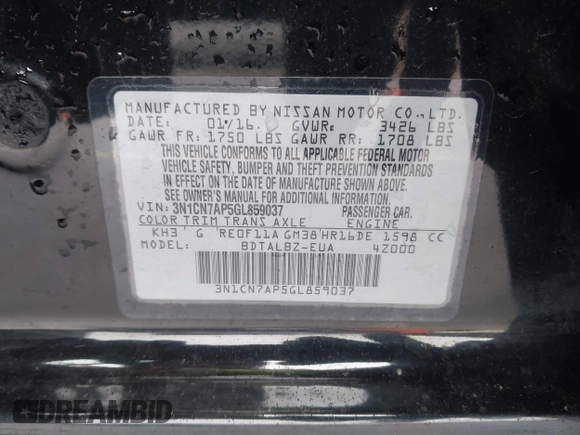 MANUFACTURED BY NISSAN MOTOR CO.,LTD.
01/16 GVWR: 3426 LBS
GAWR FR: 1750 LBS GAWR RR: 1708 LBS
THIS VEHICLE CONFORMS TO ALL APPLICABLE FEDERAL MOTOR
VEHICLE SAFETY, BUMPER AND THEFT PREVENTION STANDARDS
IN EFFECT ON THE DATE OF MANUFACTURE SHOWN ABOVE.
SEE OWNER'S MANUAL FOR ADDITIONAL INFORMATION.
VIN: 3N1CN7AP5GL859037 PASSENGER CAR.
COLOR TRIM TRANS AXLE ENGINE
KH3 G RE0F11A GM38 HR16DE 1598 CC
MODEL: BDTALBZ-EUA 4Z000
3N1CN7AP5GL859037
DREAMBID